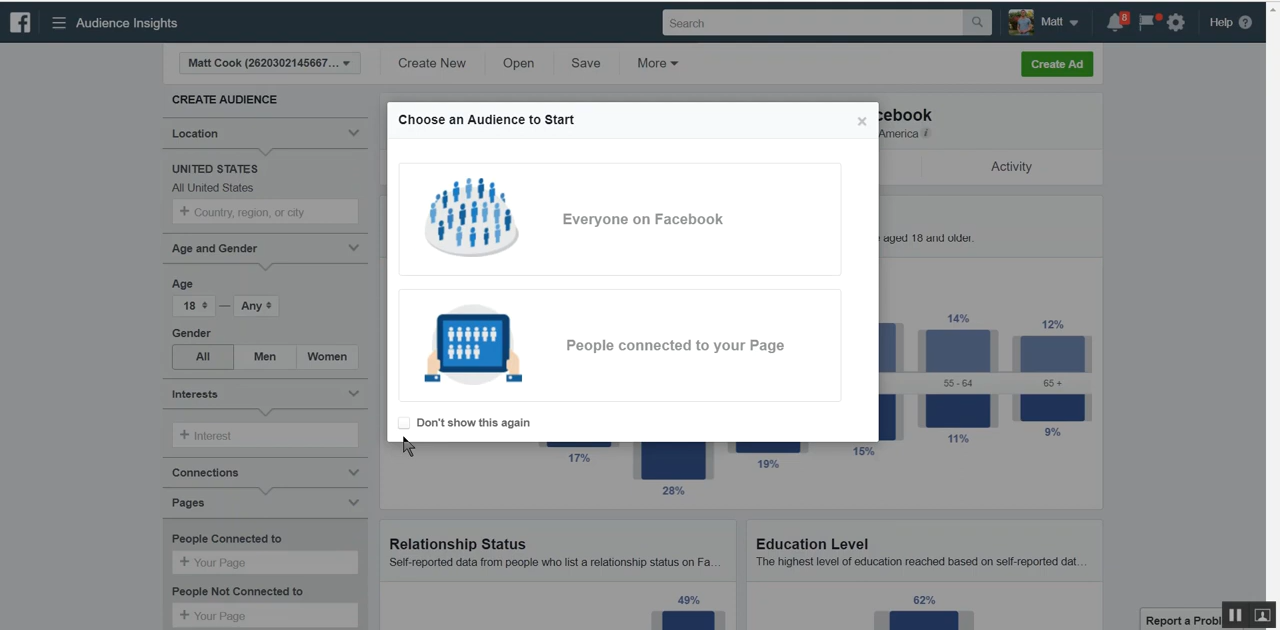 Audience Insights
Search
Matt
8
Help ?
Matt Cook (2620302145667...
Create New
Open
Save
More
Create Ad
CREATE AUDIENCE
Location
UNITED STATES
All United States
+ Country, region, or city
Age and Gender
Age
18 — Any
Gender
All Men Women
Interests
+ Interest
Connections
Pages
People Connected to
+ Your Page
People Not Connected to
+ Your Page
Choose an Audience to Start
×
Everyone on Facebook
People connected to your Page
Don't show this again
cebook
America i
Activity
aged 18 and older.
14%
12%
55 - 64
65 +
17%
28%
19%
15%
11%
9%
Relationship Status
Self-reported data from people who list a relationship status on Fa...
49%
Education Level
The highest level of education reached based on self-reported dat...
62%
Report a Probl